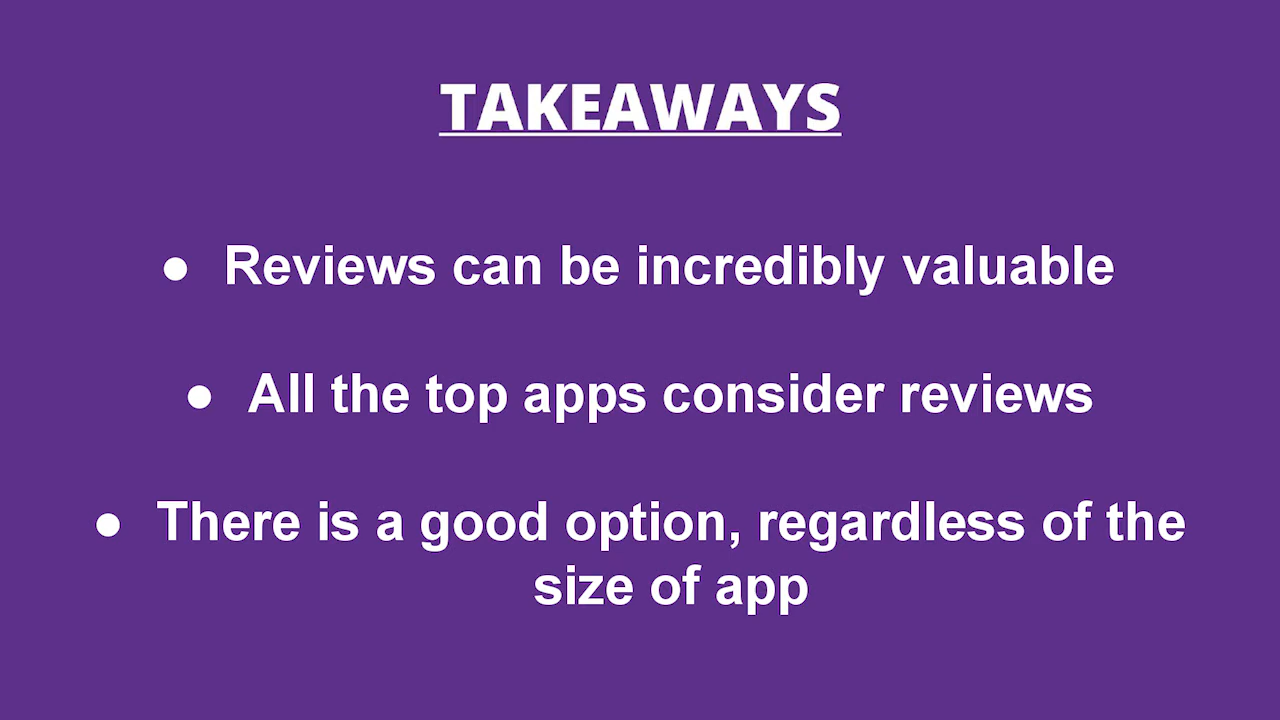 TAKEAWAYS
● Reviews can be incredibly valuable
● All the top apps consider reviews
● There is a good option, regardless of the
size of app